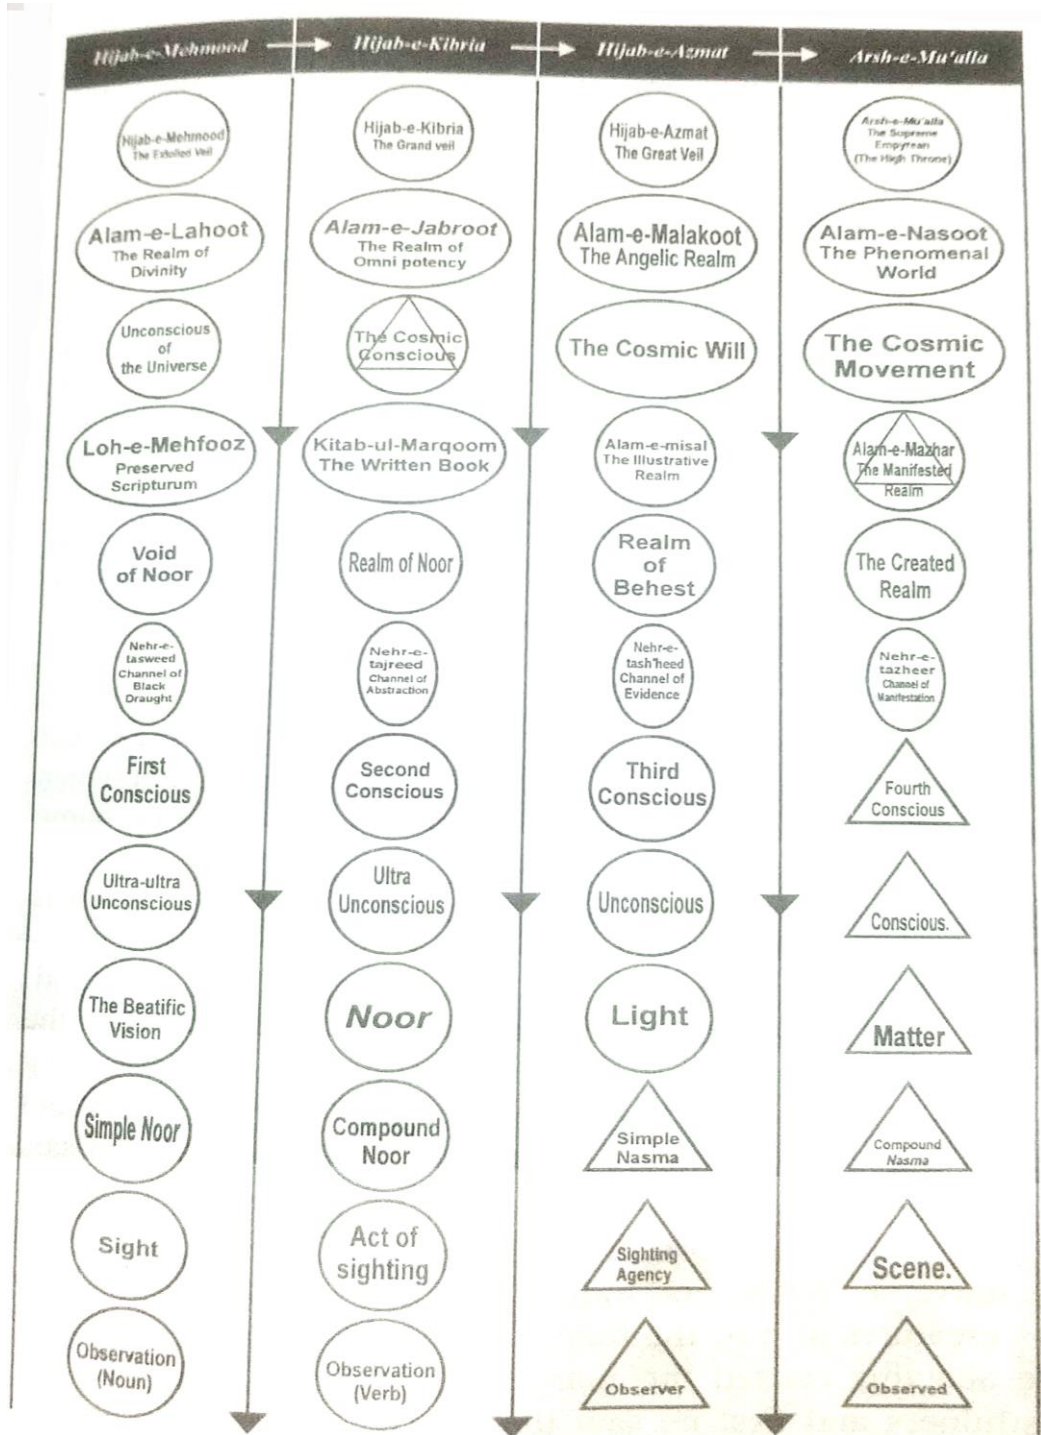 Hijab-e-Mehmood
Hijab-e-Kibria
Hijab-e-Azmat
Arsh-e-Mu'alla
Hijab-e-Mehmood
The Extolled Veil
Hijab-e-Kibria
The Grand veil
Hijab-e-Azmat
The Great Veil
Arsh-e-Mu'alla
The Supreme
Empyrean
(The High Throne)
Alam-e-Lahoot
The Realm of
Divinity
Alam-e-Jabroot
The Realm of
Omni potency
Alam-e-Malakoot
The Angelic Realm
Alam-e-Nasoot
The Phenomenal
World
Unconscious
of
the Universe
The Cosmic
Conscious
The Cosmic Will
The Cosmic
Movement
Loh-e-Mehfooz
Preserved
Scripturum
Kitab-ul-Marqoom
The Written Book
Alam-e-misal
The Illustrative
Realm
Alam-e-Mazhar
The Manifested
Realm
Void
of Noor
Realm of Noor
Realm
of
Behest
The Created
Realm
Nehr-e-
tasweed
Channel of
Black
Draught
Nehr-e-
tajreed
Channel of
Abstraction
Nehr-e-
tash'heed
Channel of
Evidence
Nehr-e-
tazheer
Channel of
Manifestation
First
Conscious
Second
Conscious
Third
Conscious
Fourth
Conscious
Ultra-ultra
Unconscious
Ultra
Unconscious
Unconscious
Conscious.
The Beatific
Vision
Noor
Light
Matter
Simple Noor
Compound
Noor
Simple
Nasma
Compound
Nasma
Sight
Act of
sighting
Sighting
Agency
Scene.
Observation
(Noun)
Observation
(Verb)
Observer
Observed